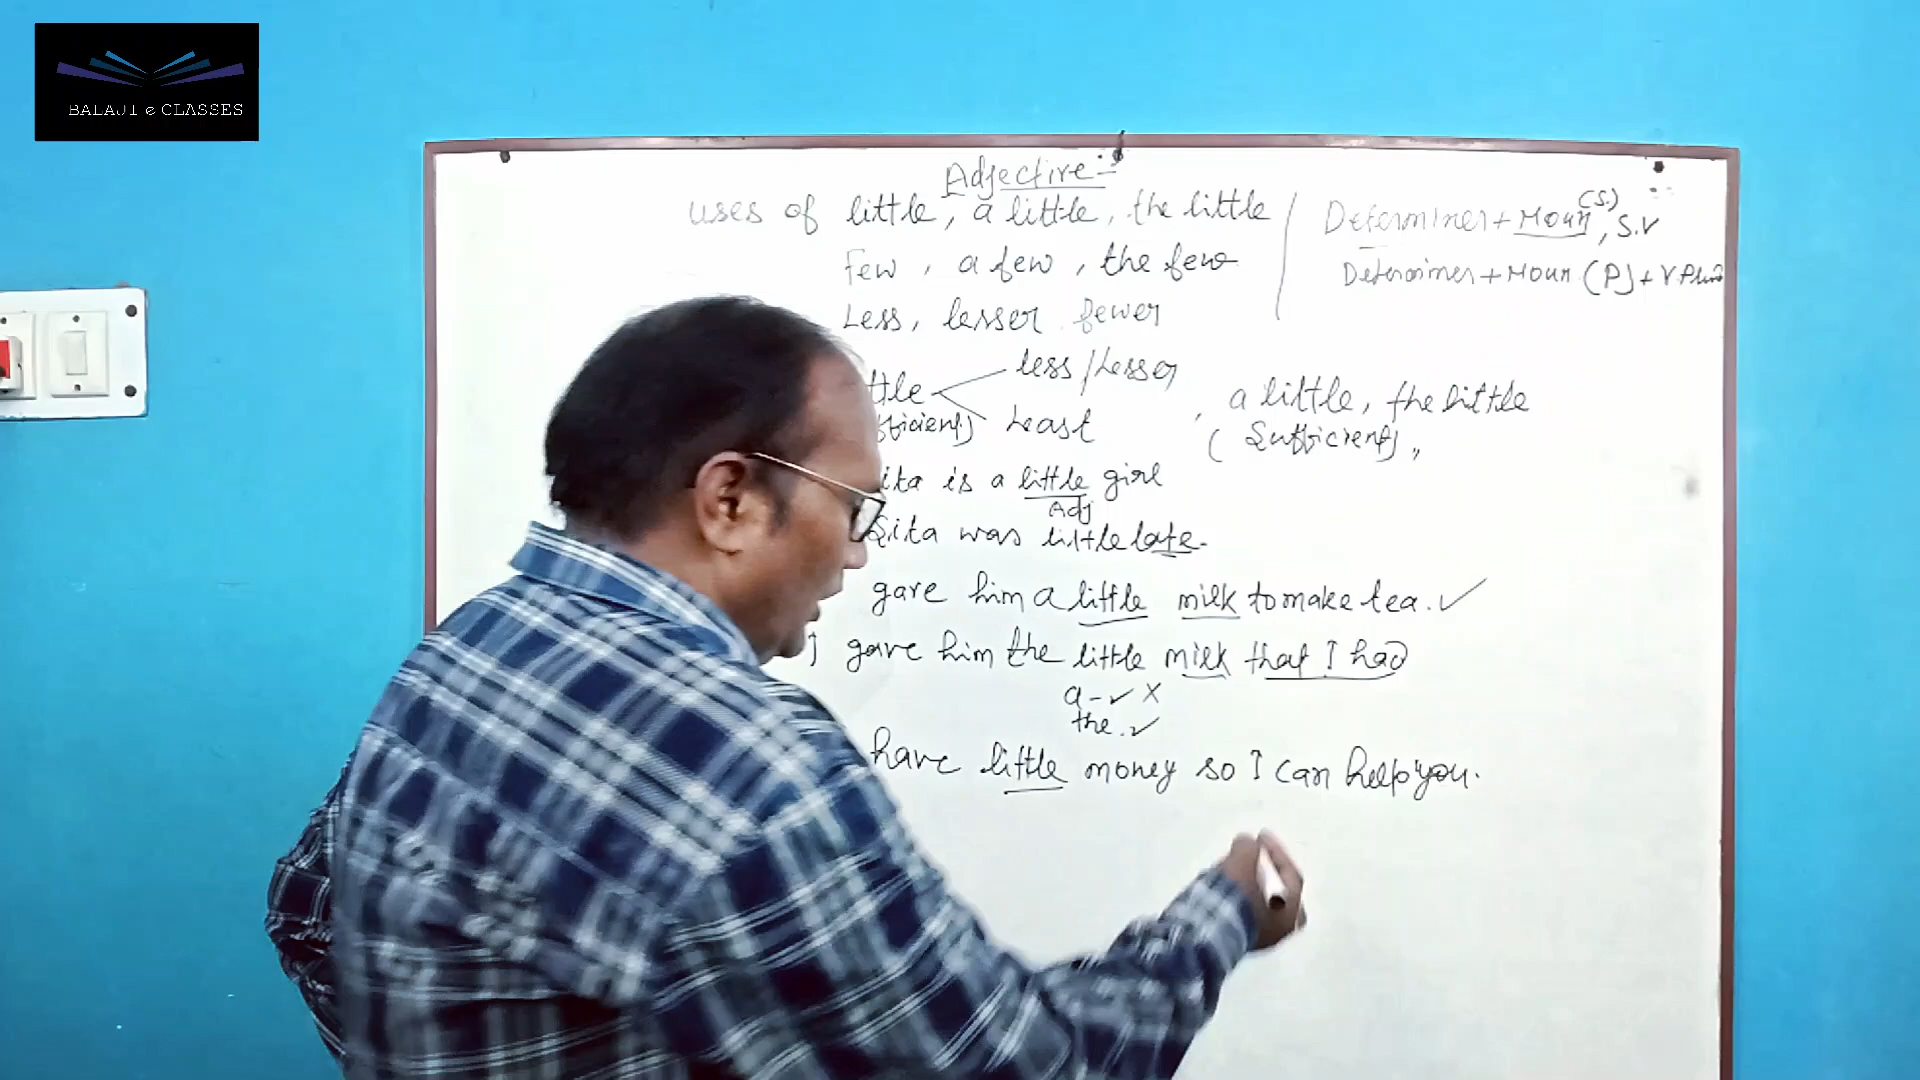 BALAJI e CLASSES
Adjective:-
uses of little, a little, the little
Few, a few, the few
Less, lesser fewer
Determiner + Noun (S.), S.V
Determiner + Noun (P) + V.
ttle less / Lesser
fficient) Least
, a little, the little
(Sufficient),
ita is a little girl
Adj
Sita was little late.
gave him a little milk to make tea. ✓
I gave him the little milk that I had
a - ✓ X
the. ✓
have little money so I can help you.